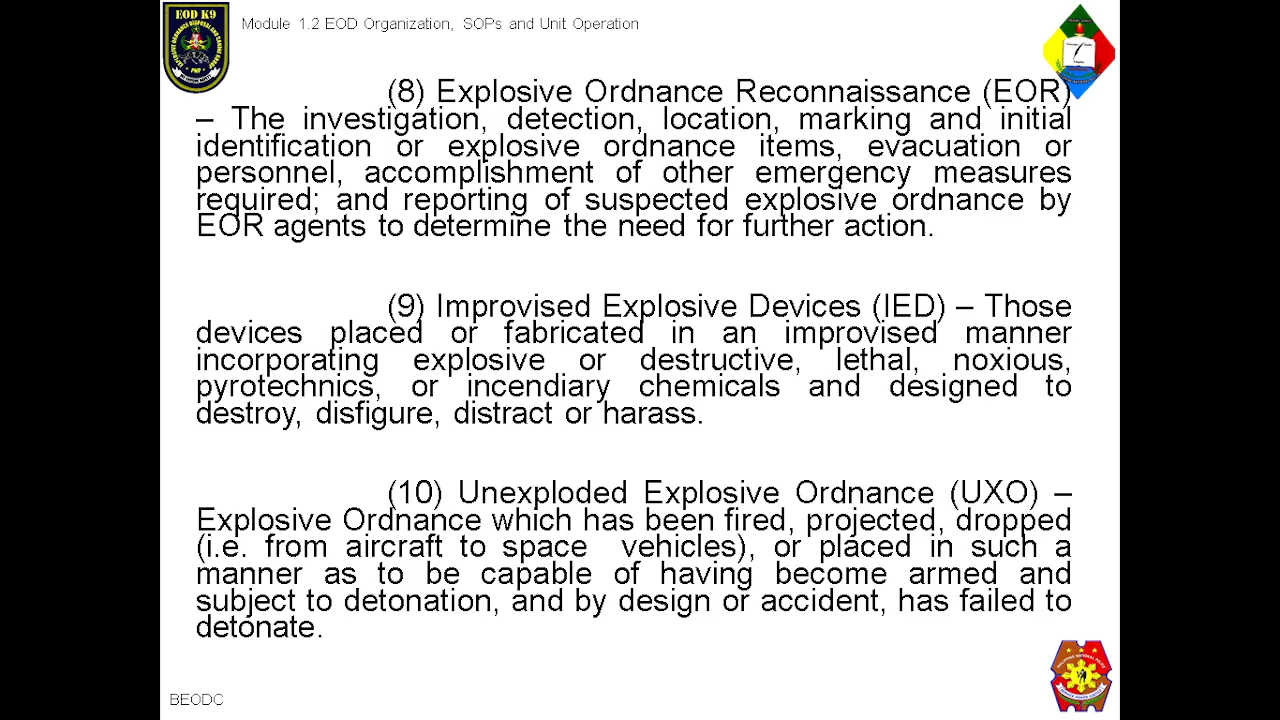 EOD K9
Module 1.2 EOD Organization, SOPs and Unit Operation
(8) Explosive Ordnance Reconnaissance (EOR)
– The investigation, detection, location, marking and initial
identification or explosive ordnance items, evacuation or
personnel, accomplishment of other emergency measures
required; and reporting of suspected explosive ordnance by
EOR agents to determine the need for further action.
(9) Improvised Explosive Devices (IED) – Those
devices placed or fabricated in an improvised manner
incorporating explosive or destructive, lethal, noxious,
pyrotechnics, or incendiary chemicals and designed to
destroy, disfigure, distract or harass.
(10) Unexploded Explosive Ordnance (UXO) –
Explosive Ordnance which has been fired, projected, dropped
(i.e. from aircraft to space vehicles), or placed in such a
manner as to be capable of having become armed and
subject to detonation, and by design or accident, has failed to
detonate.
BEODC